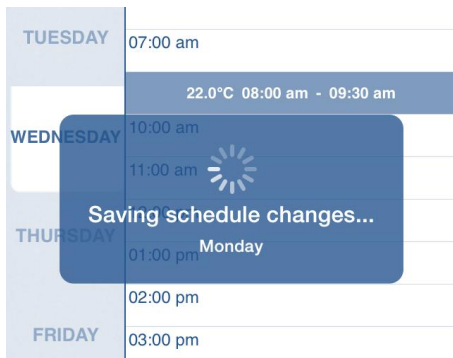 TUESDAY
07:00 am
22.0°C 08:00 am - 09:30 am
WEDNESDAY
10:00 am
11:00 am
Saving schedule changes...
Monday
THURSDAY
01:00 pm
02:00 pm
FRIDAY
03:00 pm